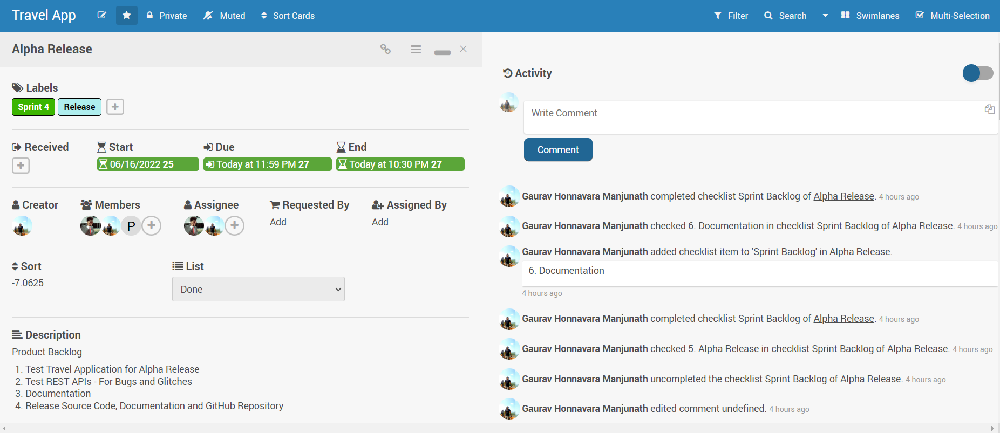 Travel App Private Muted Sort Cards Filter Search Swimlanes Multi-Selection
Alpha Release
Labels
Sprint 4 Release
Received Start Due End
06/16/2022 25 Today at 11:59 PM 27 Today at 10:30 PM 27
Creator Members Assignee Requested By Assigned By
P Add Add
Sort List
-7.0625
Done
Description
Product Backlog
1. Test Travel Application for Alpha Release
2. Test REST APIs - For Bugs and Glitches
3. Documentation
4. Release Source Code, Documentation and GitHub Repository
Activity
Write Comment
Comment
Gaurav Honnavara Manjunath completed checklist Sprint Backlog of Alpha Release. 4 hours ago
Gaurav Honnavara Manjunath checked 6. Documentation in checklist Sprint Backlog of Alpha Release. 4 hours ago
Gaurav Honnavara Manjunath added checklist item to 'Sprint Backlog' in Alpha Release.
6. Documentation
4 hours ago
Gaurav Honnavara Manjunath completed checklist Sprint Backlog of Alpha Release. 4 hours ago
Gaurav Honnavara Manjunath checked 5. Alpha Release in checklist Sprint Backlog of Alpha Release. 4 hours ago
Gaurav Honnavara Manjunath uncompleted the checklist Sprint Backlog of Alpha Release. 4 hours ago
Gaurav Honnavara Manjunath edited comment undefined. 4 hours ago